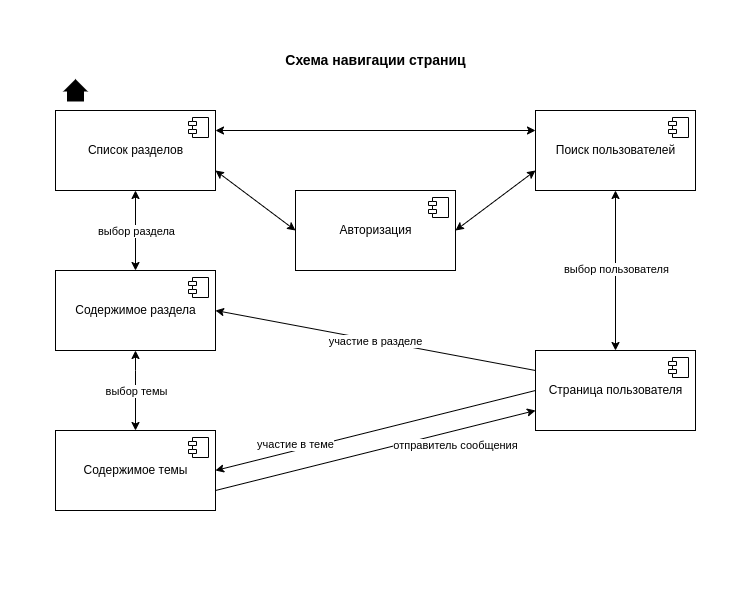 Схема навигации страниц
Список разделов
Поиск пользователей
Авторизация
выбор раздела
выбор пользователя
Содержимое раздела
участие в разделе
выбор темы
Страница пользователя
участие в теме
отправитель сообщения
Содержимое темы